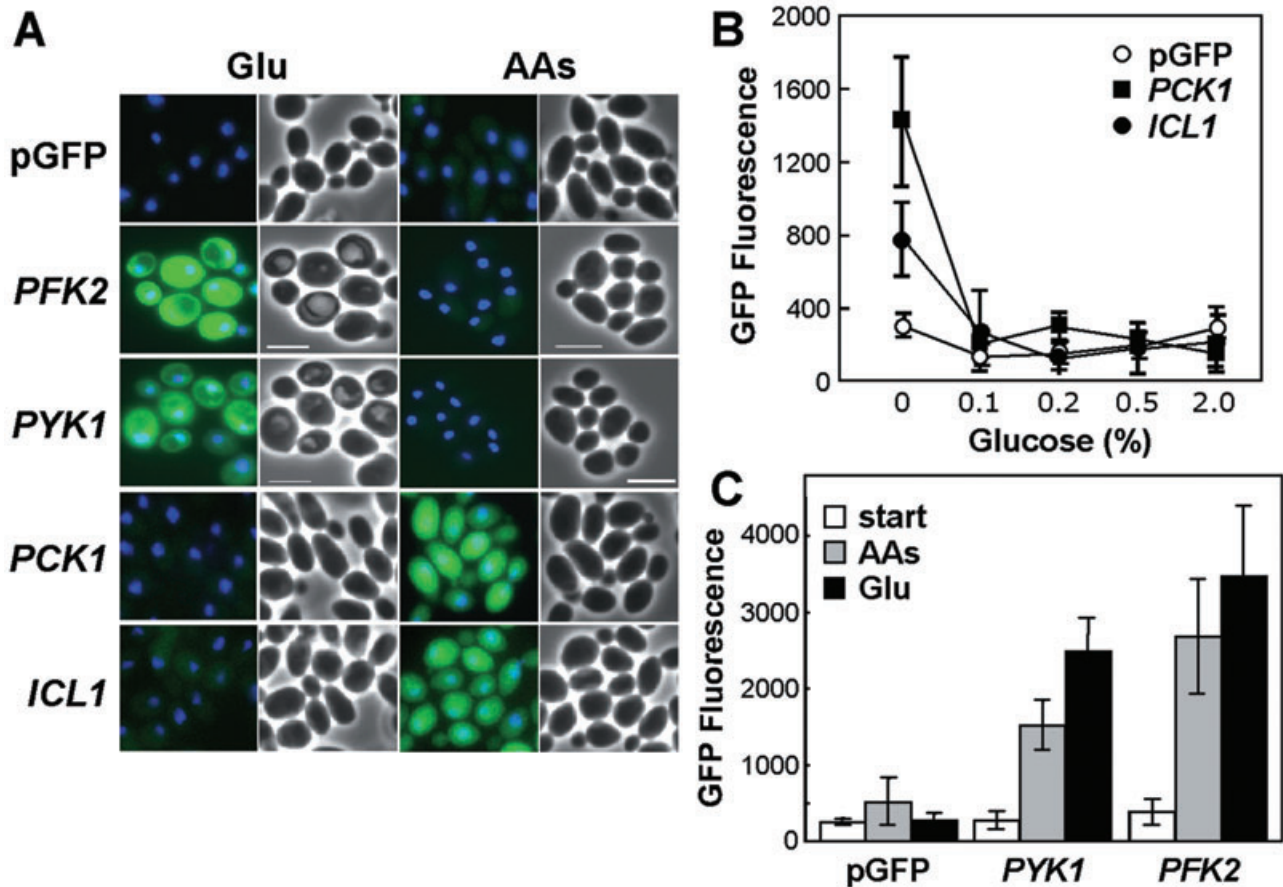 A
Glu AAs
pGFP
PFK2
PYK1
PCK1
ICL1
B
GFP Fluorescence
2000
1600
1200
800
400
0
pGFP
PCK1
ICL1
0 0.1 0.2 0.5 2.0
Glucose (%)
C
GFP Fluorescence
4000
3000
2000
1000
0
start
AAs
Glu
pGFP PYK1 PFK2